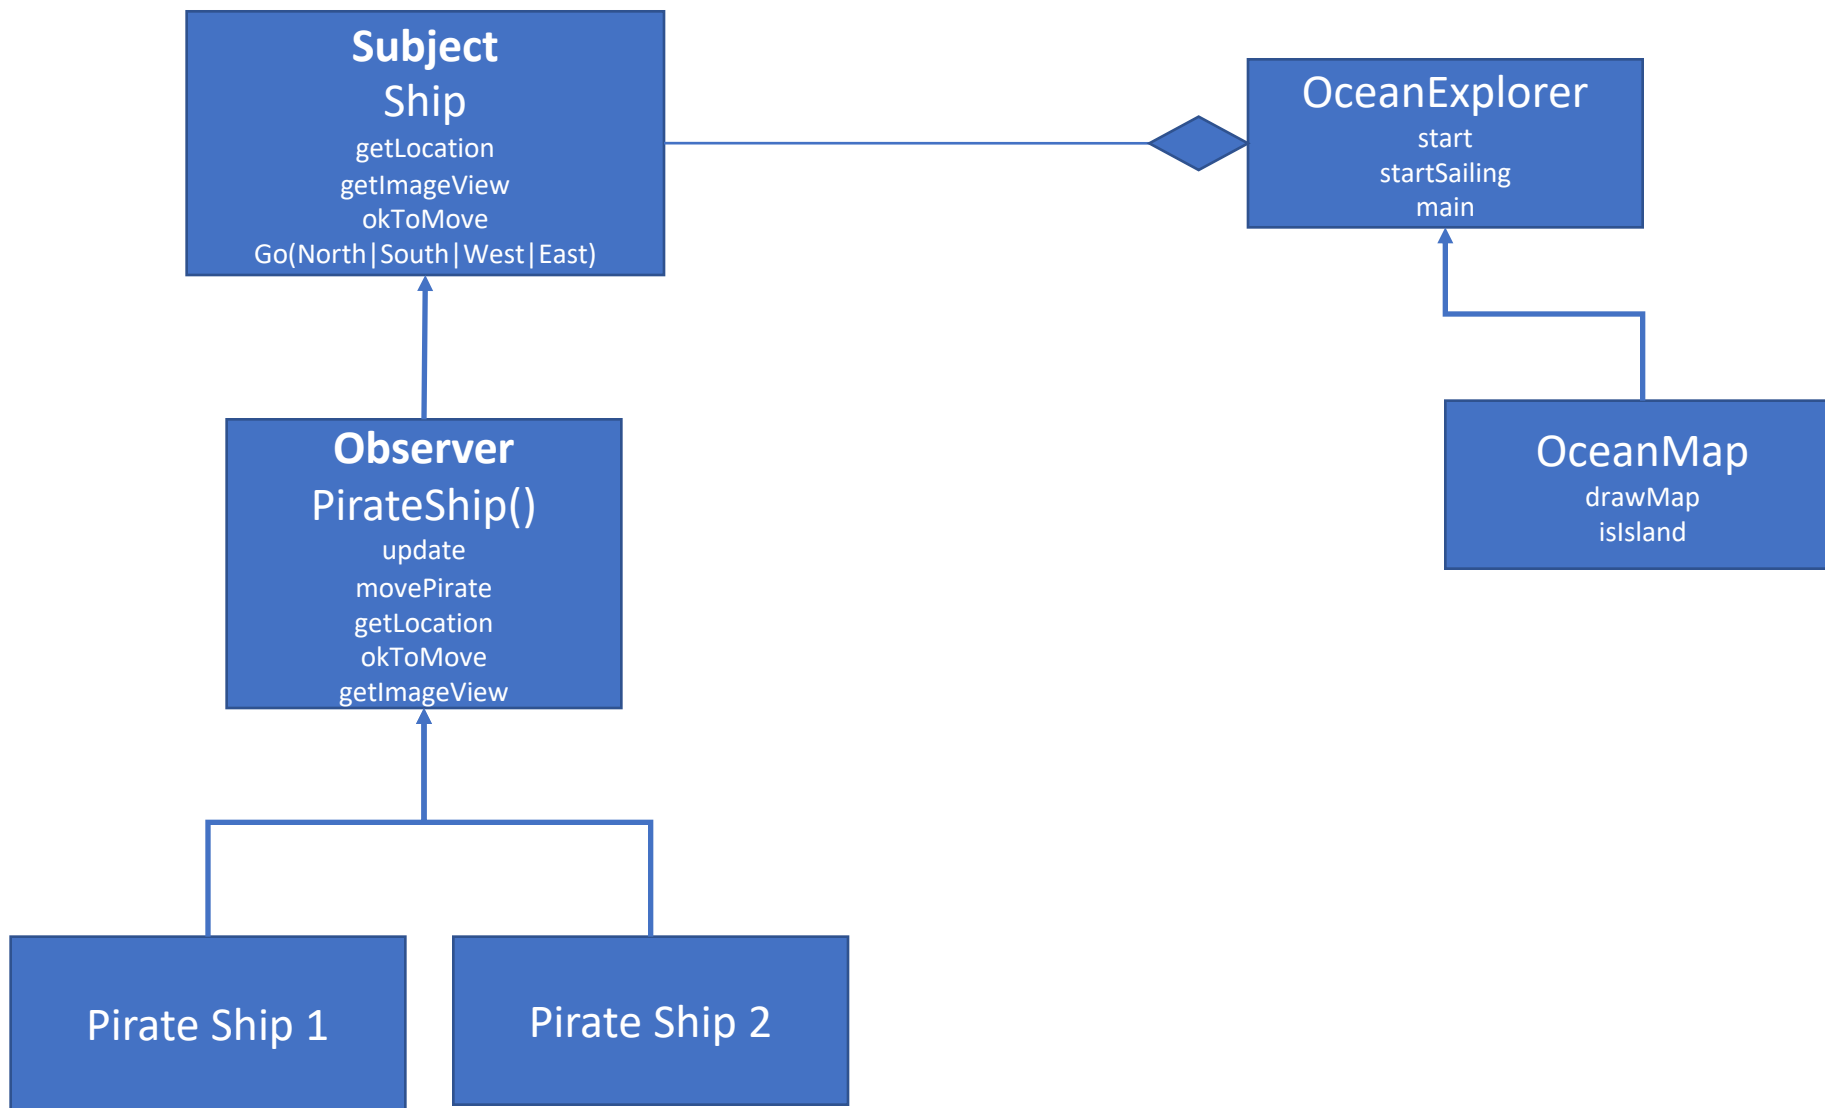 Subject
Ship
getLocation
getImageView
okToMove
Go(North|South|West|East)
OceanExplorer
start
startSailing
main
Observer
PirateShip()
update
movePirate
getLocation
okToMove
getImageView
OceanMap
drawMap
isIsland
Pirate Ship 1
Pirate Ship 2